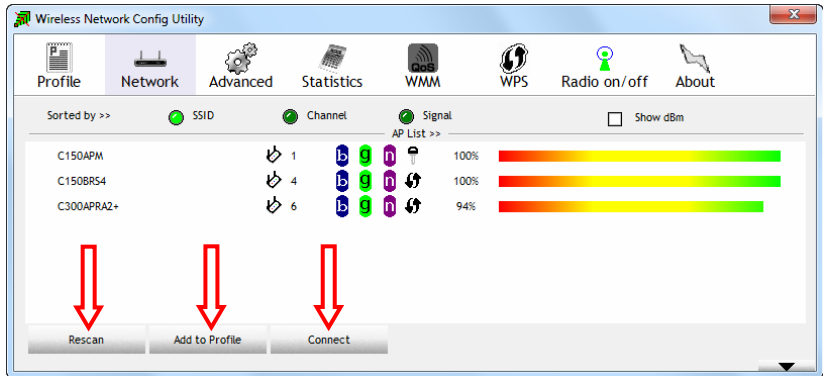 Wireless Network Config Utility
x
P
QoS
Profile Network Advanced Statistics WMM WPS Radio on/off About
Sorted by >> SSID Channel Signal Show dBm
AP List >>
C150APM 1 b g n 100%
C150BRS4 4 b g n 100%
C300APRA2+ 6 b g n 94%
Rescan Add to Profile Connect